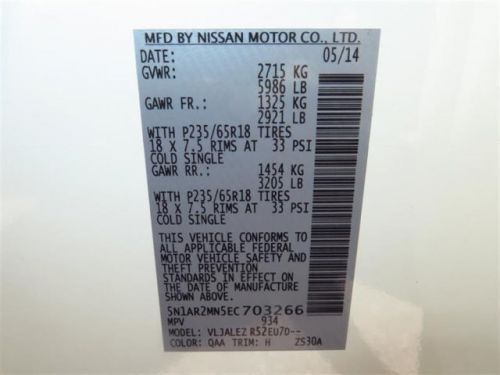 MFD BY NISSAN MOTOR CO., LTD.
DATE: 05/14
GVWR: 2715 KG
5986 LB
GAWR FR.: 1325 KG
2921 LB
WITH P235/65R18 TIRES
18 X 7.5 RIMS AT 33 PSI
COLD SINGLE
GAWR RR.: 1454 KG
3205 LB
WITH P235/65R18 TIRES
18 X 7.5 RIMS AT 33 PSI
COLD SINGLE
THIS VEHICLE CONFORMS TO
ALL APPLICABLE FEDERAL
MOTOR VEHICLE SAFETY AND
THEFT PREVENTION
STANDARDS IN EFFECT ON
THE DATE OF MANUFACTURE
SHOWN ABOVE.
5N1AR2MN5EC703266
MPV 934
MODEL: VLJALEZ R52EU7D--
COLOR: QAA TRIM: H ZS30A